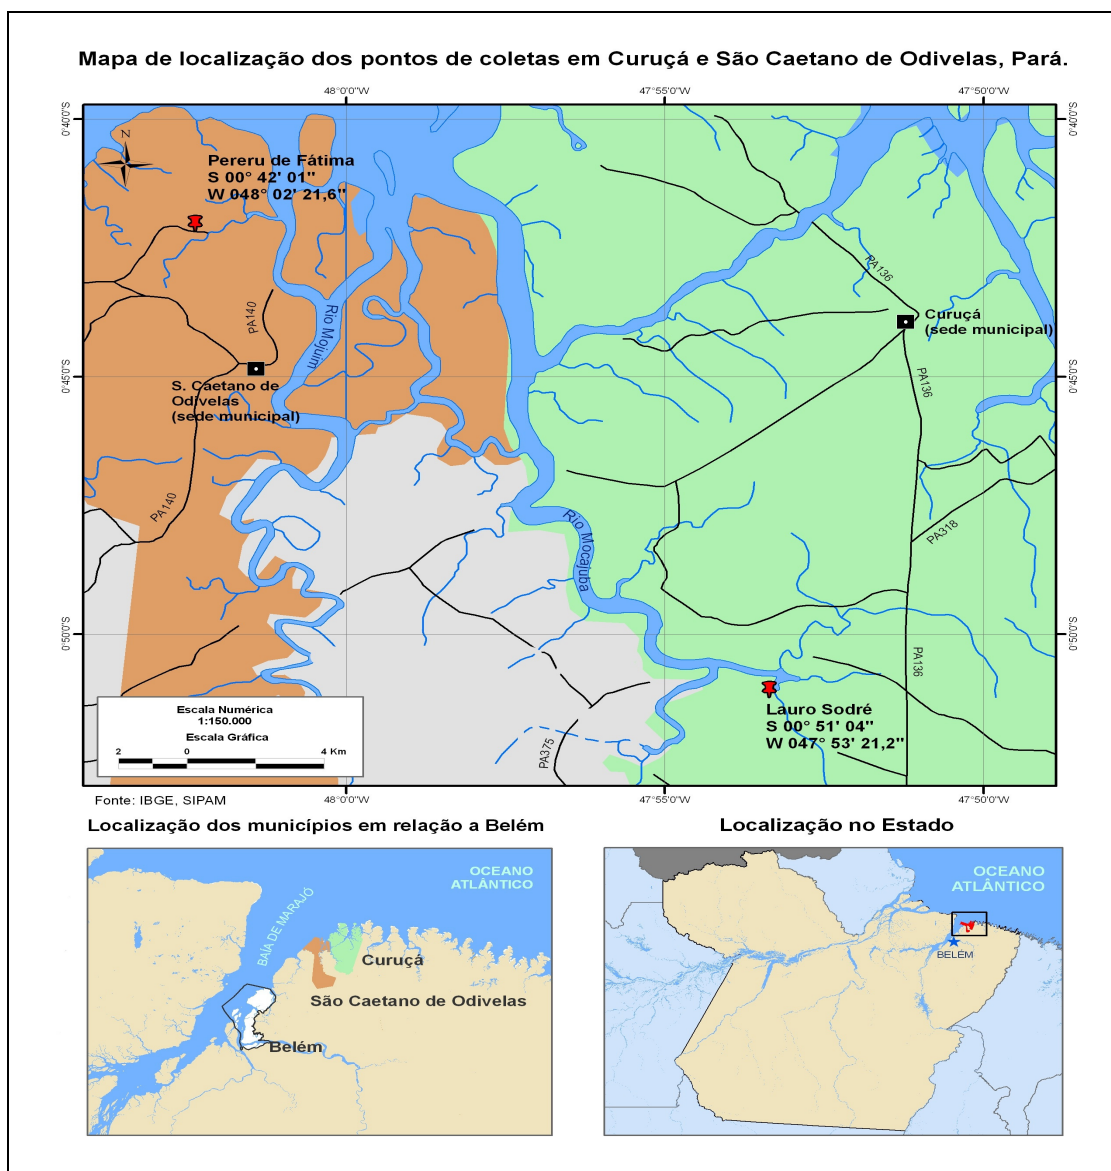 Mapa de localização dos pontos de coletas em Curuçá e São Caetano de Odivelas, Pará.
48°0'0"W
47°55'0"W
47°50'0"W
0°40'0"S
0°40'0"S
N
Pereru de Fátima
S 00° 42' 01"
W 048° 02' 21,6"
PA136
PA140
Rio Mojuim
Curuçá
(sede municipal)
0°45'0"S
0°45'0"S
S. Caetano de
Odivelas
(sede municipal)
PA136
PA140
Rio Mocajuba
PA318
0°50'0"S
0°50'0"S
PA136
Lauro Sodré
S 00° 51' 04"
W 047° 53' 21,2"
PA375
Escala Numérica
1:150.000
Escala Gráfica
2 0 4 Km
Fonte: IBGE, SIPAM
48°0'0"W
47°55'0"W
47°50'0"W
Localização dos municípios em relação a Belém
OCEANO
ATLÂNTICO
BAÍA DE MARAJÓ
Curuçá
São Caetano de Odivelas
Belém
Localização no Estado
OCEANO
ATLÂNTICO
BELÉM